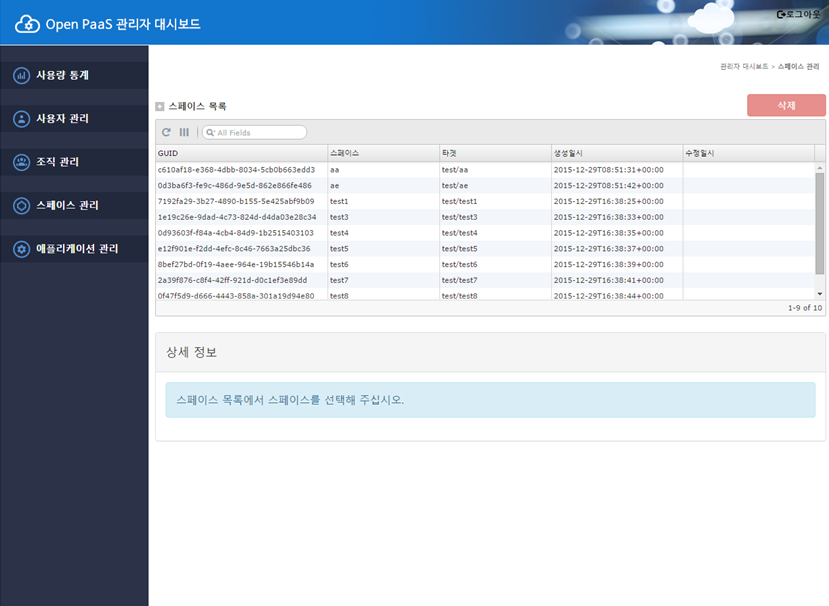 Open PaaS 관리자 대시보드
로그아웃
사용량 통계
사용자 관리
조직 관리
스페이스 관리
애플리케이션 관리
관리자 대시보드 > 스페이스 관리
스페이스 목록
삭제
All Fields
GUID 스페이스 타겟 생성일시 수정일시
c610af18-e368-4dbb-8034-5cb0b663edd3 aa test/aa 2015-12-29T08:51:31+00:00
0d3ba6f3-fe9c-486d-9e5d-862e866fe486 ae test/ae 2015-12-29T08:51:42+00:00
7192fa29-3b27-4890-b155-5e425abf9b09 test1 test/test1 2015-12-29T16:38:25+00:00
1e19c26e-9dad-4c73-824d-d4da03e28c34 test3 test/test3 2015-12-29T16:38:33+00:00
0d93603f-f84a-4cb4-84d9-1b2515403103 test4 test/test4 2015-12-29T16:38:35+00:00
e12f901e-f2dd-4efc-8c46-7663a25dbc36 test5 test/test5 2015-12-29T16:38:37+00:00
8bef27bd-0f19-4aee-964e-19b15546b14a test6 test/test6 2015-12-29T16:38:39+00:00
2a39f876-c8f4-42ff-921d-d0c1ef3e89dd test7 test/test7 2015-12-29T16:38:41+00:00
0f47f5d9-d666-4443-858a-301a19d94e80 test8 test/test8 2015-12-29T16:38:44+00:00
1-9 of 10
상세 정보
스페이스 목록에서 스페이스를 선택해 주십시오.